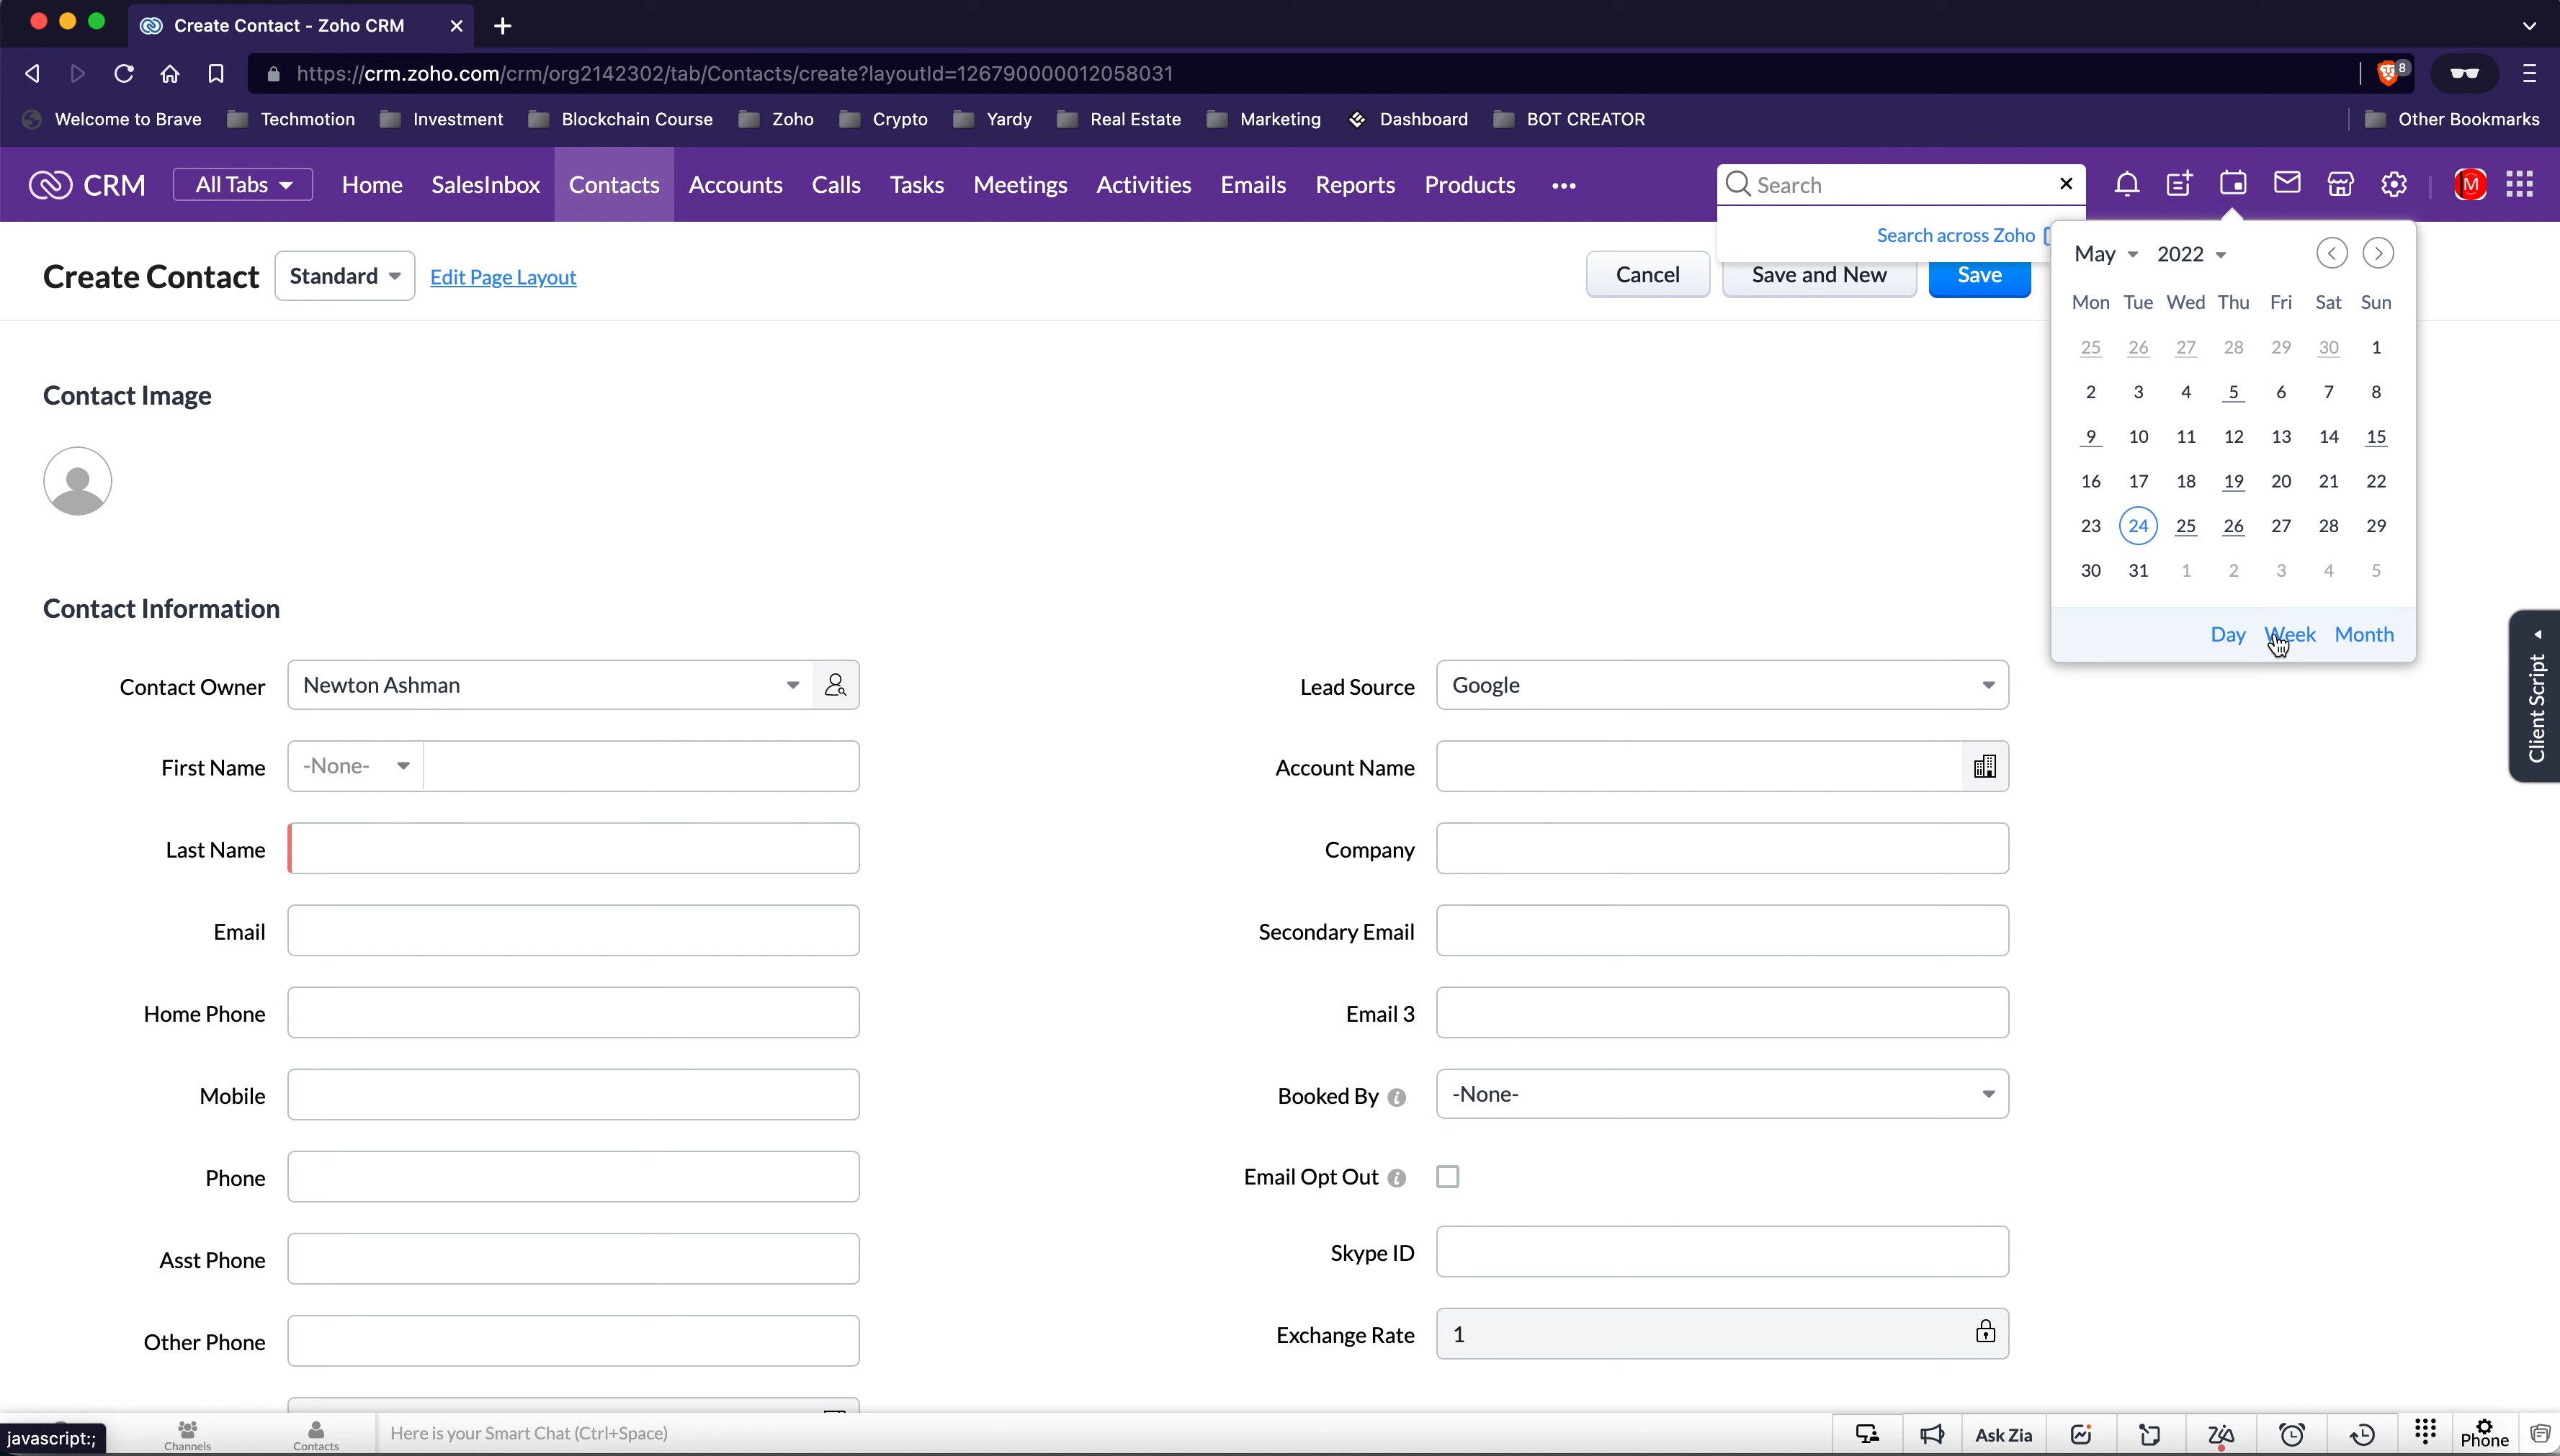 Create Contact - Zoho CRM
https://crm.zoho.com/crm/org2142302/tab/Contacts/create?layoutId=126790000012058031
8
Welcome to Brave Techmotion Investment Blockchain Course Zoho Crypto Yardy Real Estate Marketing Dashboard BOT CREATOR Other Bookmarks
CRM All Tabs Home SalesInbox Contacts Accounts Calls Tasks Meetings Activities Emails Reports Products ••• Search M
Search across Zoho
Create Contact Standard Edit Page Layout Cancel Save and New Save
May 2022
Mon Tue Wed Thu Fri Sat Sun
25 26 27 28 29 30 1
2 3 4 5 6 7 8
9 10 11 12 13 14 15
16 17 18 19 20 21 22
23 24 25 26 27 28 29
30 31 1 2 3 4 5
Day Week Month
Client Script
Contact Image
Contact Information
Contact Owner Newton Ashman
Lead Source Google
First Name -None-
Account Name
Last Name
Company
Email
Secondary Email
Home Phone
Email 3
Mobile
Booked By -None-
Phone
Email Opt Out
Asst Phone
Skype ID
Other Phone
Exchange Rate 1
javascript:;
Channels
Contacts
Here is your Smart Chat (Ctrl+Space)
Ask Zia
Phone